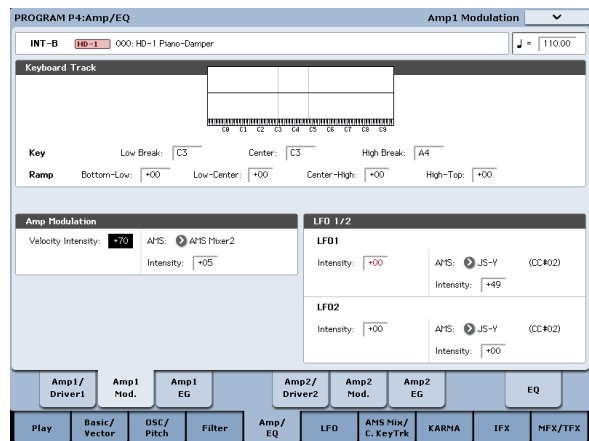 PROGRAM P4:Amp/EQ Amp1 Modulation
INT-B HD-1 000: HD-1 Piano-Damper ♩ = 110.00
Keyboard Track
C0 C1 C2 C3 C4 C5 C6 C7 C8 C9
Key Low Break: C3 Center: C3 High Break: A4
Ramp Bottom-Low: +00 Low-Center: +00 Center-High: +00 High-Top: +00
Amp Modulation LFO 1/2
Velocity Intensity: +70 AMS: AMS Mixer2
Intensity: +05
LFO1
Intensity: +00 AMS: JS-Y (CC#02)
Intensity: +49
LFO2
Intensity: +00 AMS: JS-Y (CC#02)
Intensity: +00
Amp1/ Driver1 Amp1 Mod. Amp1 EG Amp2/ Driver2 Amp2 Mod. Amp2 EG EQ
Play Basic/ Vector OSC/ Pitch Filter Amp/ EQ LFO AMS Mix/ C. KeyTrk KARMA IFX MFX/TFX